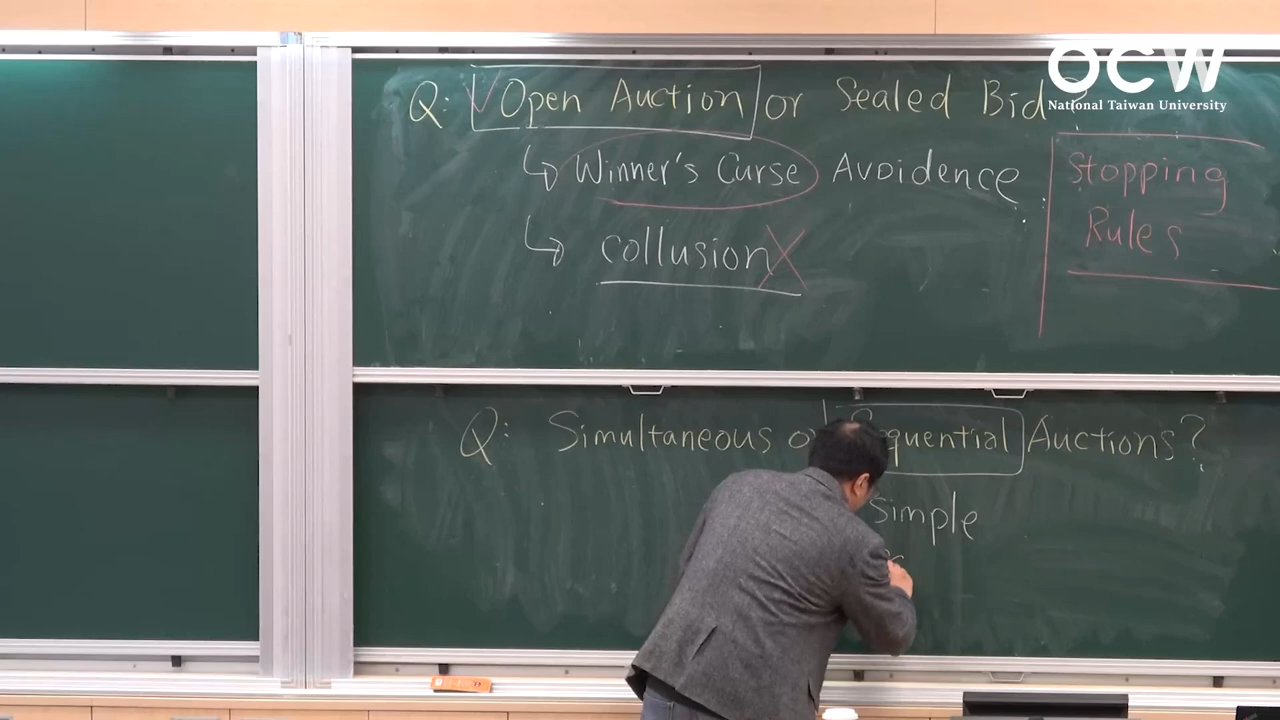 OCW
National Taiwan University
Q: √ Open Auction or Sealed Bid ?
↳ Winner's Curse Avoidence
↳ collusion X
Stopping
Rules
Q: Simultaneous or Sequential Auctions?
Simple